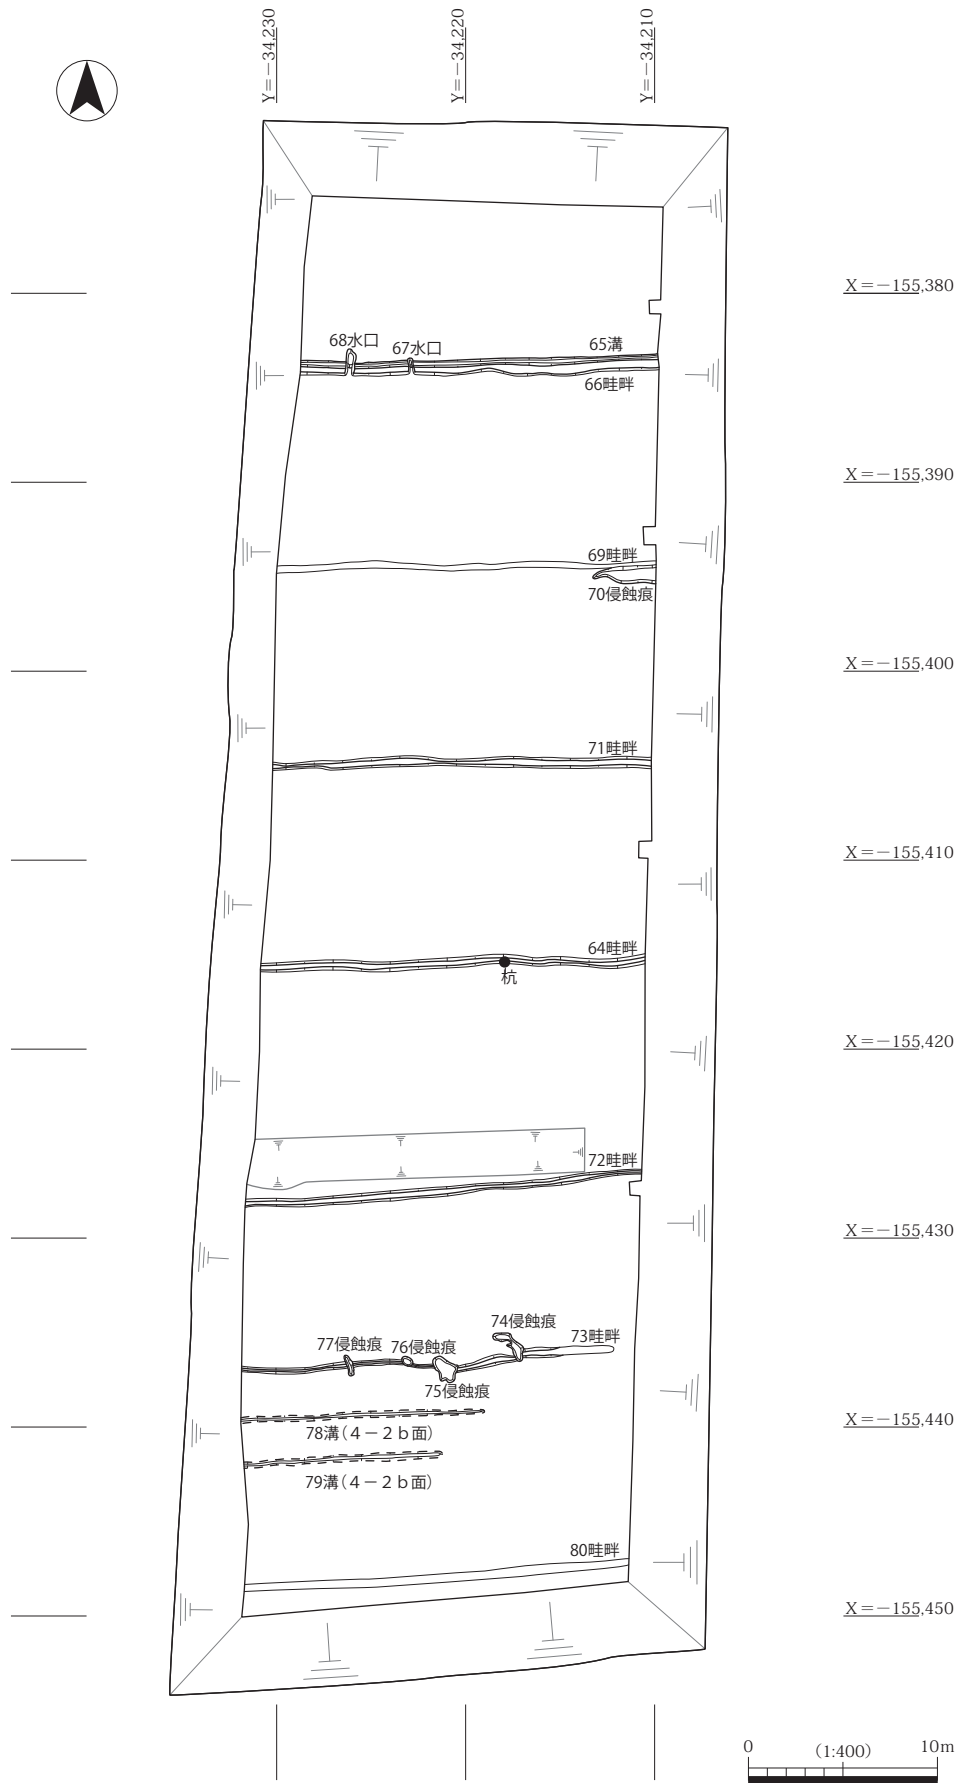 Y=-34,230
Y=-34,220
Y=-34,210
X=-155,380
68水口
67水口
65溝
66畦畔
X=-155,390
69畦畔
70侵蝕痕
X=-155,400
71畦畔
X=-155,410
64畦畔
杭
X=-155,420
72畦畔
X=-155,430
74侵蝕痕
73畦畔
77侵蝕痕
76侵蝕痕
75侵蝕痕
X=-155,440
78溝(4-2b面)
79溝(4-2b面)
80畦畔
X=-155,450
0 (1:400) 10m